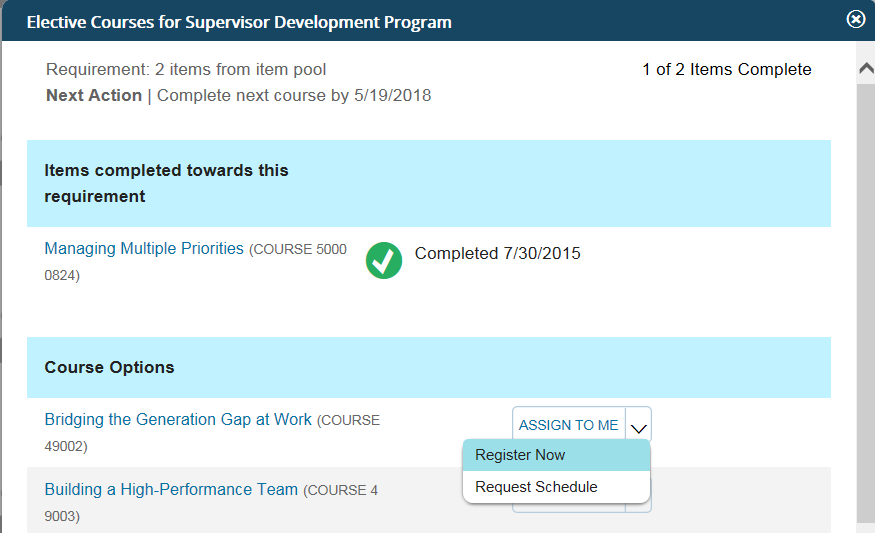 Elective Courses for Supervisor Development Program
Requirement: 2 items from item pool
1 of 2 Items Complete
Next Action | Complete next course by 5/19/2018
Items completed towards this
requirement
Managing Multiple Priorities (COURSE 5000
0824)
Completed 7/30/2015
Course Options
Bridging the Generation Gap at Work (COURSE
49002)
ASSIGN TO ME
Register Now
Request Schedule
Building a High-Performance Team (COURSE 4
9003)